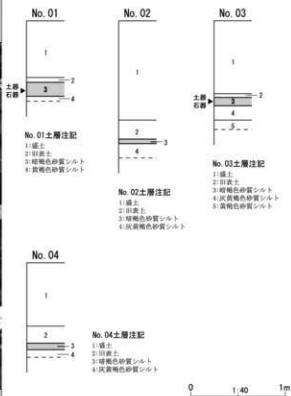 No. 01
No. 02
No. 03
1
2
土器
石器
3
4
No. 01土層注記
1:盛土
2:旧表土
3:暗褐色砂質シルト
4:黄褐色砂質シルト
1
2
3
4
No. 02土層注記
1:盛土
2:旧表土
3:暗褐色砂質シルト
4:灰黄褐色砂質シルト
1
2
土器
石器
3
4
5
No. 03土層注記
1:盛土
2:旧表土
3:暗褐色砂質シルト
4:灰黄褐色砂質シルト
5:黄褐色砂質シルト
No. 04
1
2
3
4
No. 04土層注記
1:盛土
2:旧表土
3:暗褐色砂質シルト
4:灰黄褐色砂質シルト
0
1:40
1m